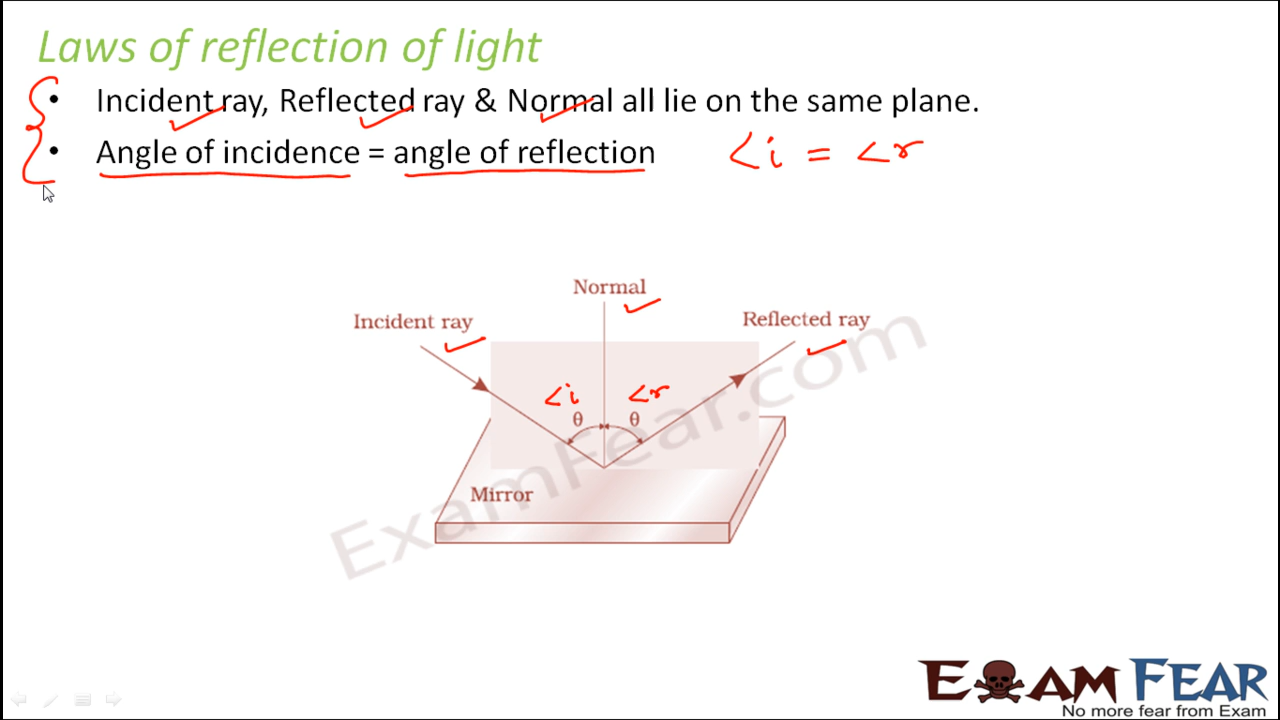 Laws of reflection of light
• Incident ray, Reflected ray & Normal all lie on the same plane.
• Angle of incidence = angle of reflection <i = <r
Normal
Incident ray
Reflected ray
<i <r
θ θ
Mirror
ExamFear.com
EXAM FEAR
No more fear from Exam